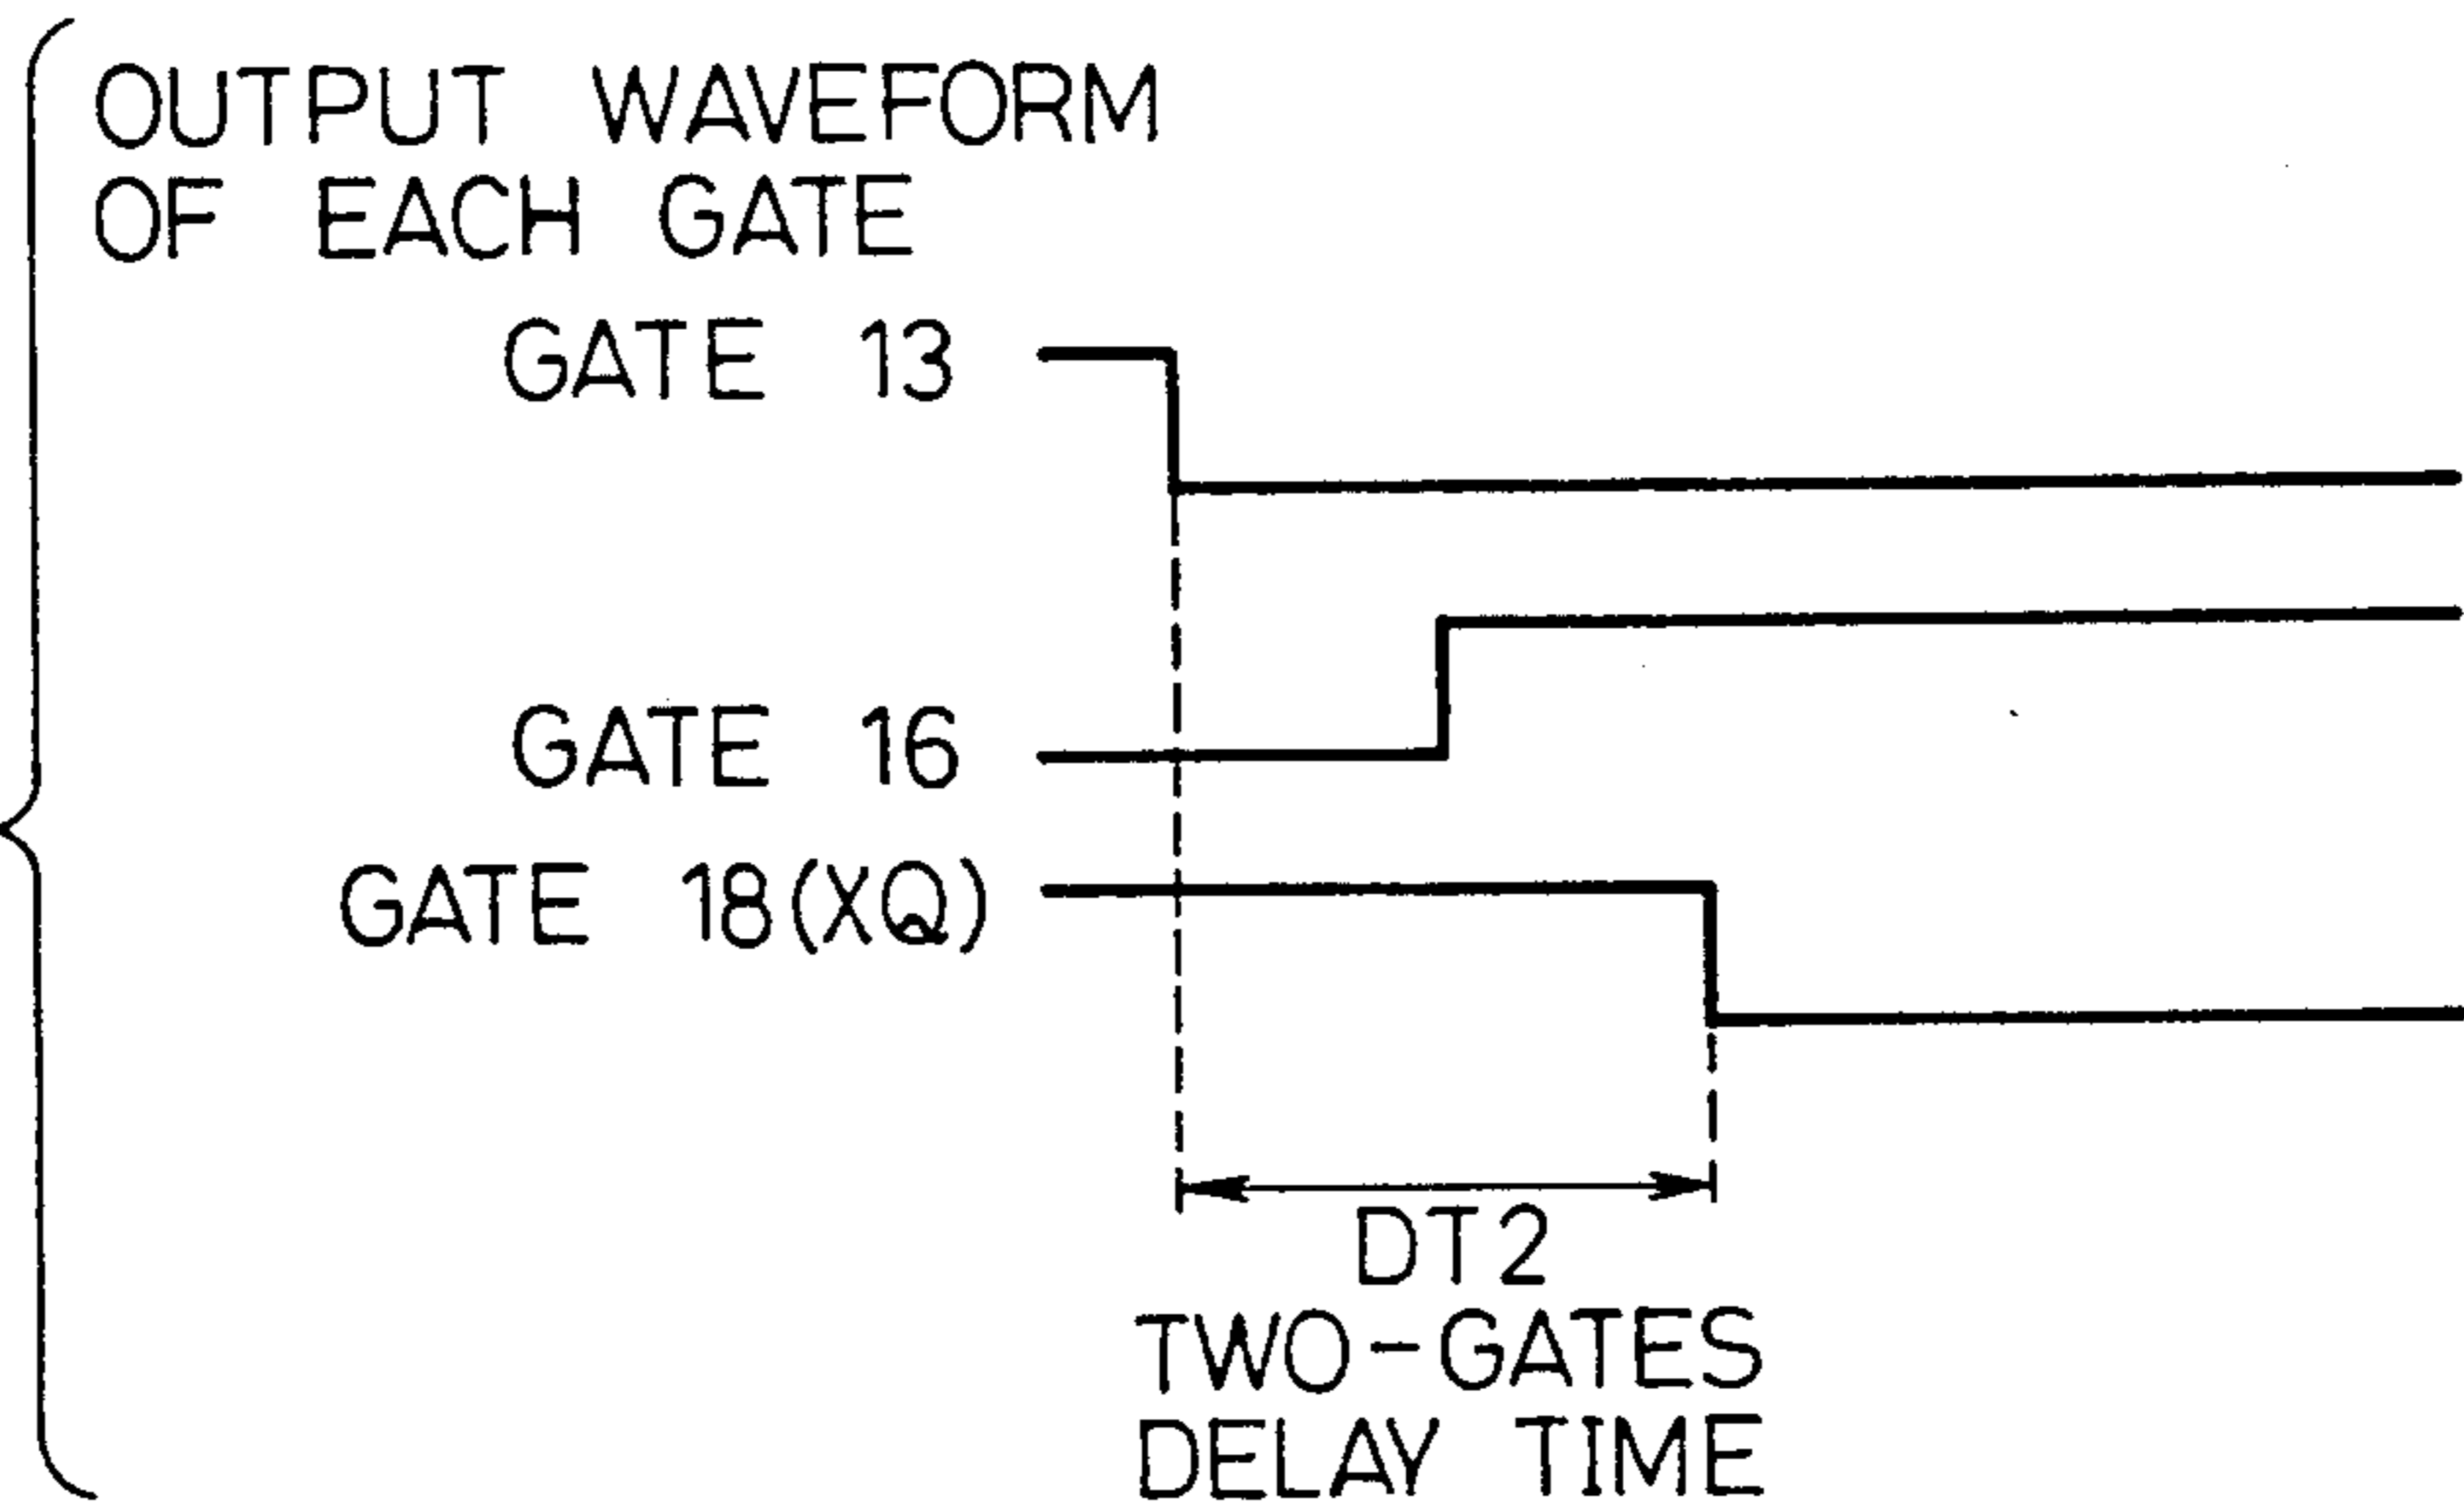 OUTPUT WAVEFORM
OF EACH GATE
GATE 13
GATE 16
GATE 18(XQ)
DT2
TWO-GATES
DELAY TIME